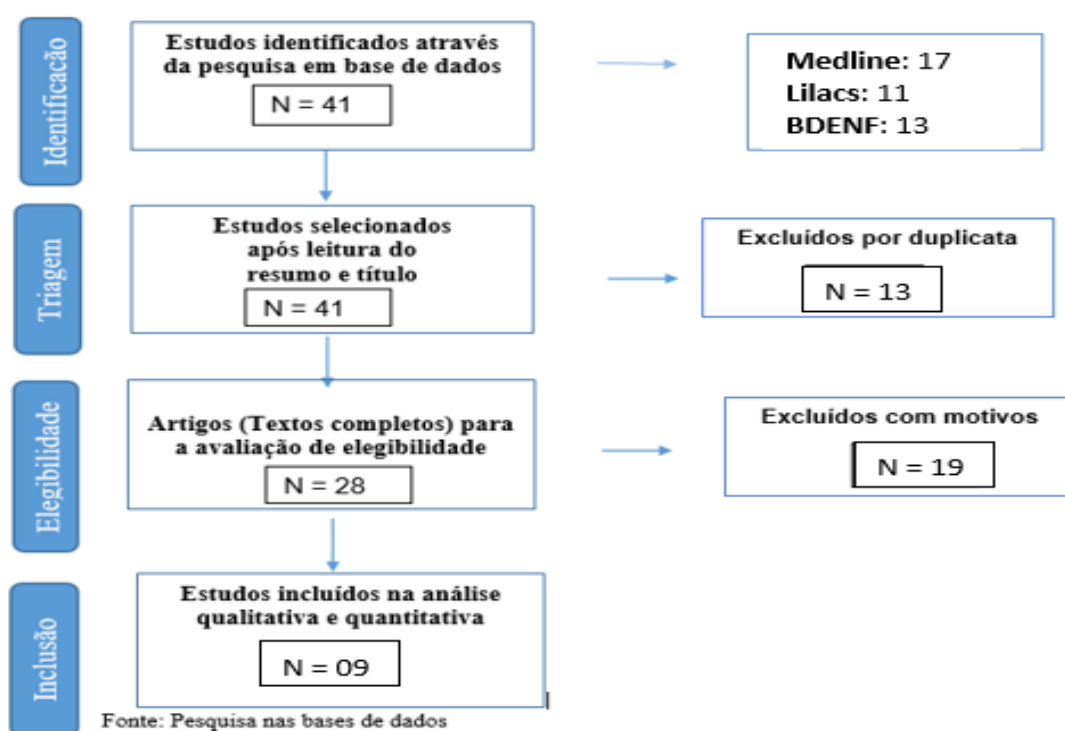 Identificação
Estudos identificados através
da pesquisa em base de dados
N = 41
Medline: 17
Lilacs: 11
BDENF: 13
Triagem
Estudos selecionados
após leitura do
resumo e título
N = 41
Excluídos por duplicata
N = 13
Elegibilidade
Artigos (Textos completos) para
a avaliação de elegibilidade
N = 28
Excluídos com motivos
N = 19
Inclusão
Estudos incluídos na análise
qualitativa e quantitativa
N = 09
Fonte: Pesquisa nas bases de dados